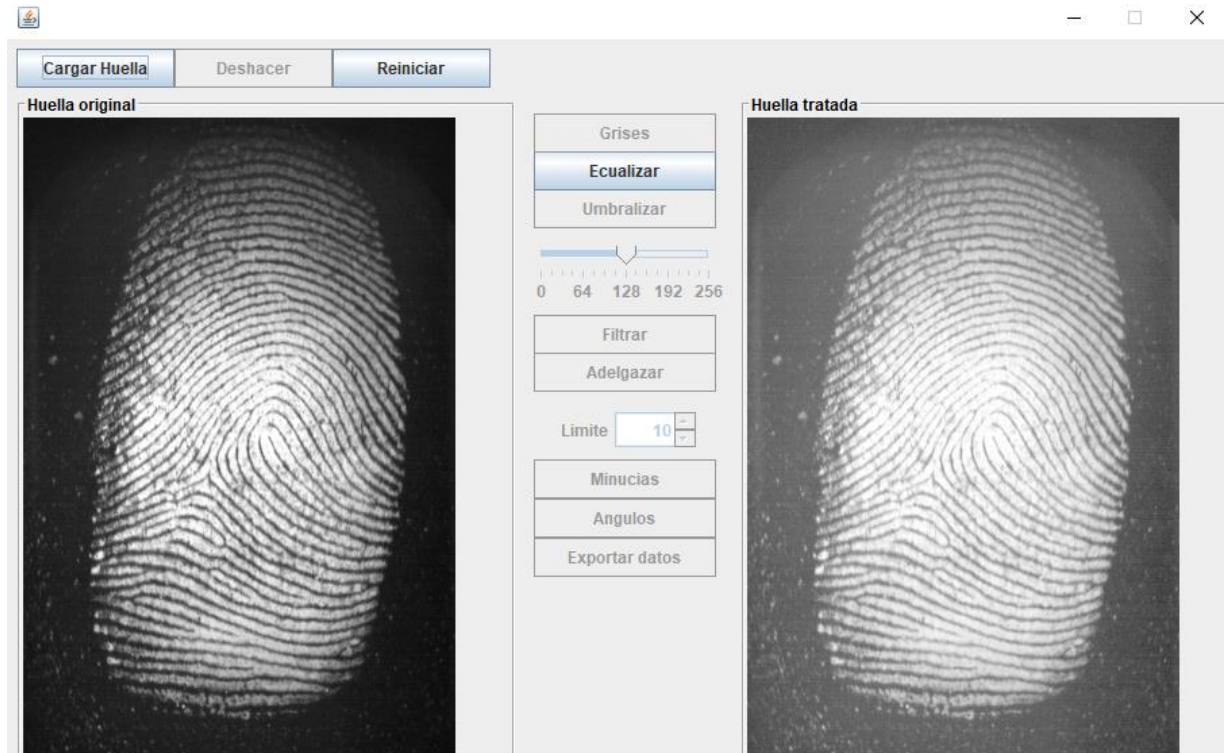 Cargar Huella
Deshacer
Reiniciar
Huella original
Huella tratada
Grises
Ecualizar
Umbralizar
0 64 128 192 256
Filtrar
Adelgazar
Limite 10
Minucias
Angulos
Exportar datos